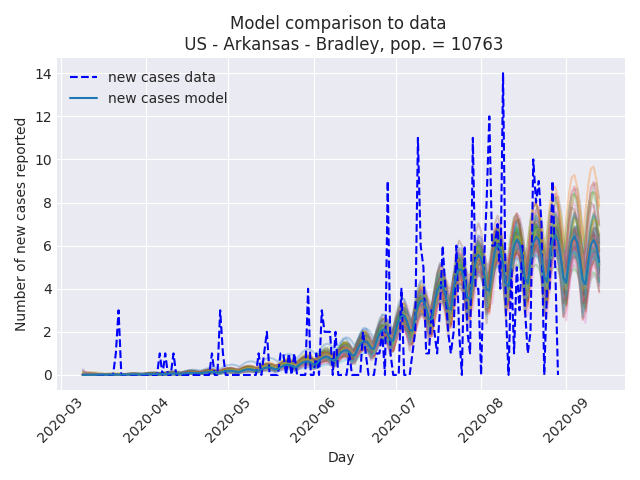 Model comparison to data
US - Arkansas - Bradley, pop. = 10763
new cases data
new cases model
Number of new cases reported
14
12
10
8
6
4
2
0
2020-03
2020-04
2020-05
2020-06
2020-07
2020-08
2020-09
Day